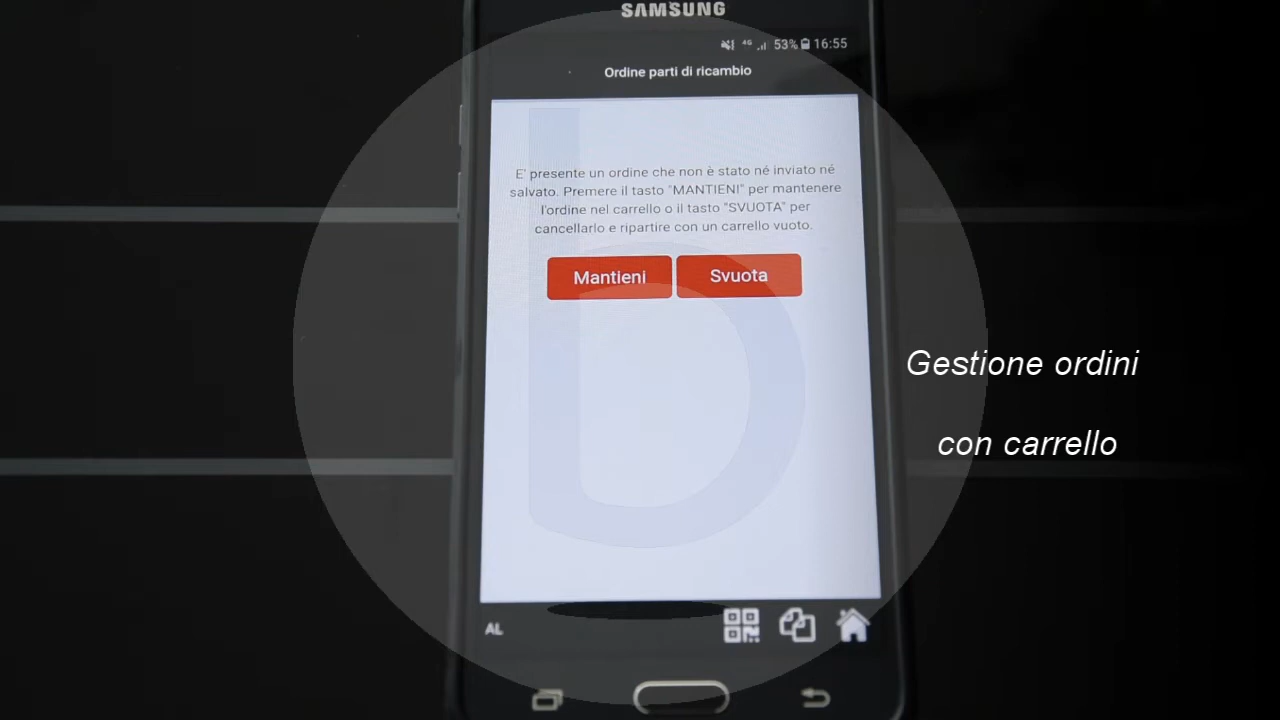 SAMSUNG
4G 53% 16:55
Ordine parti di ricambio
E' presente un ordine che non è stato né inviato né
salvato. Premere il tasto "MANTIENI" per mantenere
l'ordine nel carrello o il tasto "SVUOTA" per
cancellarlo e ripartire con un carrello vuoto.
Mantieni Svuota
Gestione ordini
con carrello
AL